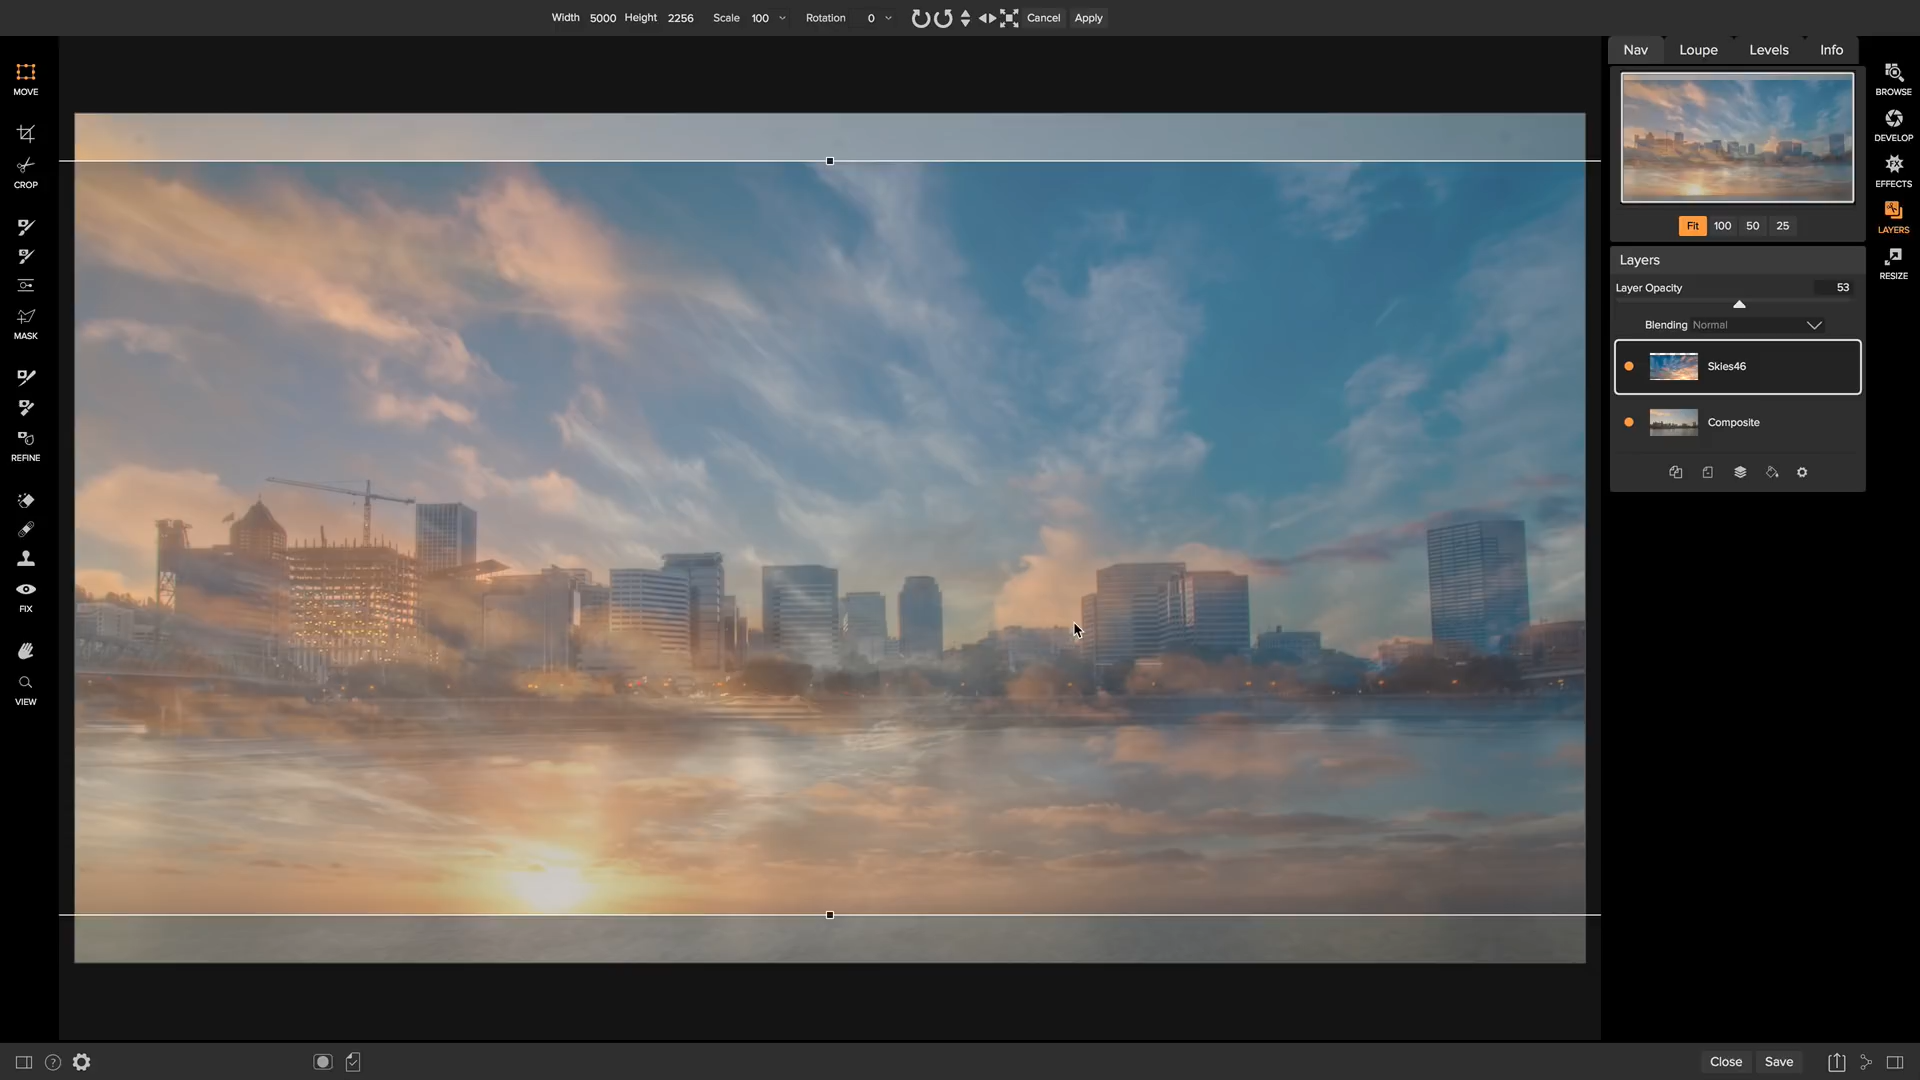 Width 5000 Height 2256 Scale 100 Rotation 0 Cancel Apply
Nav Loupe Levels Info
MOVE
CROP
MASK
REFINE
FIX
VIEW
BROWSE
DEVELOP
FX
EFFECTS
LAYERS
RESIZE
Fit 100 50 25
Layers
Layer Opacity 53
Blending Normal
Skies46
Composite
?
Close Save